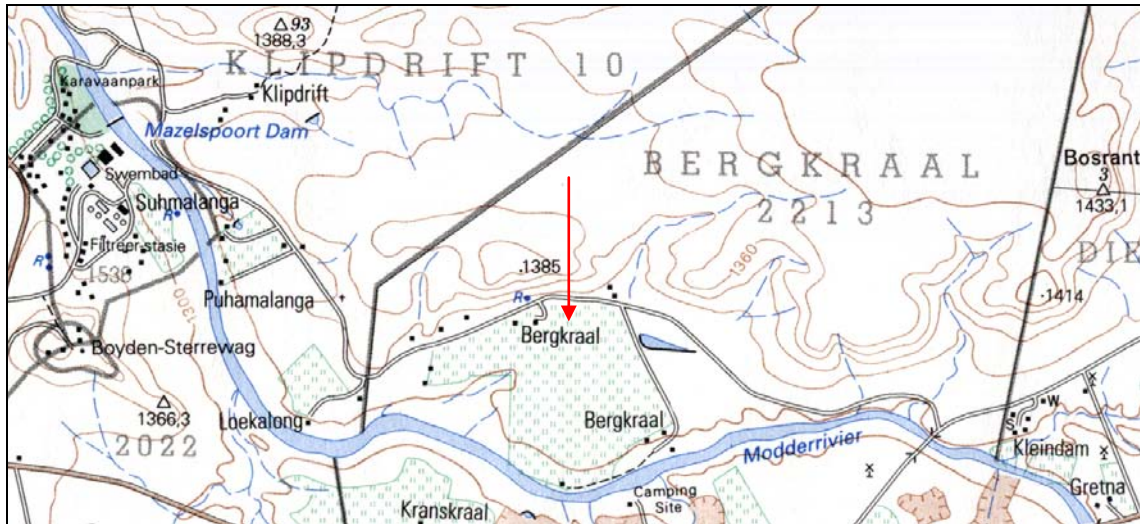 93
1388,3
KLIPDRIFT 10
Karavaanpark
Klipdrift
Mazelspoort Dam
BERGKRAAL
2213
Bosrant
3
1433,1
Swembad
Suhmalanga
R
Filtreerstasie
R
1538
DIE
.1385
1360
.1414
Puhamalanga
1300
R
Bergkraal
Boyden-Sterrewag
1366,3
2022
Loekalong
Bergkraal
Modderrivier
W
S
Kleindam
Camping
Site
Kranskraal
Gretna